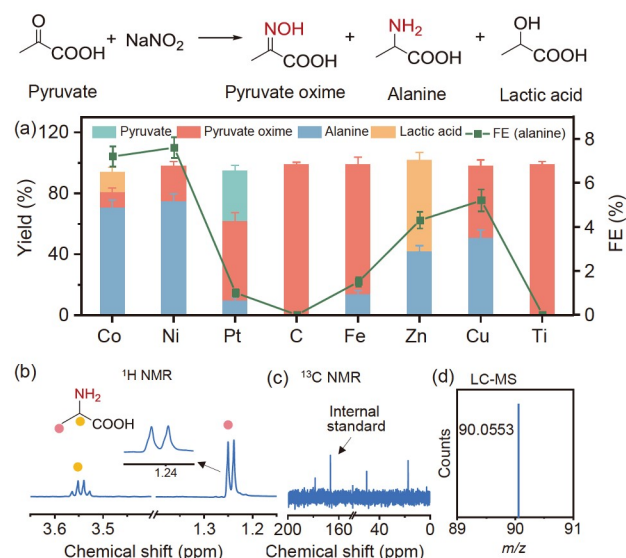 O
NOH
NH2
OH
COOH + NaNO2
COOH + COOH + COOH
Pyruvate
Pyruvate oxime
Alanine
Lactic acid
(a)
120
80
40
0
Yield (%)
Pyruvate Pyruvate oxime Alanine Lactic acid FE (alanine)
8
6
4
2
0
FE (%)
Co Ni Pt C Fe Zn Cu Ti
(b)
1H NMR
NH2
COOH
1.24
3.6 3.5 1.3 1.2
Chemical shift (ppm)
(c)
13C NMR
Internal
standard
200 160 60 0
Chemical shift (ppm)
(d)
LC-MS
90.0553
Counts
89 90 91
m/z